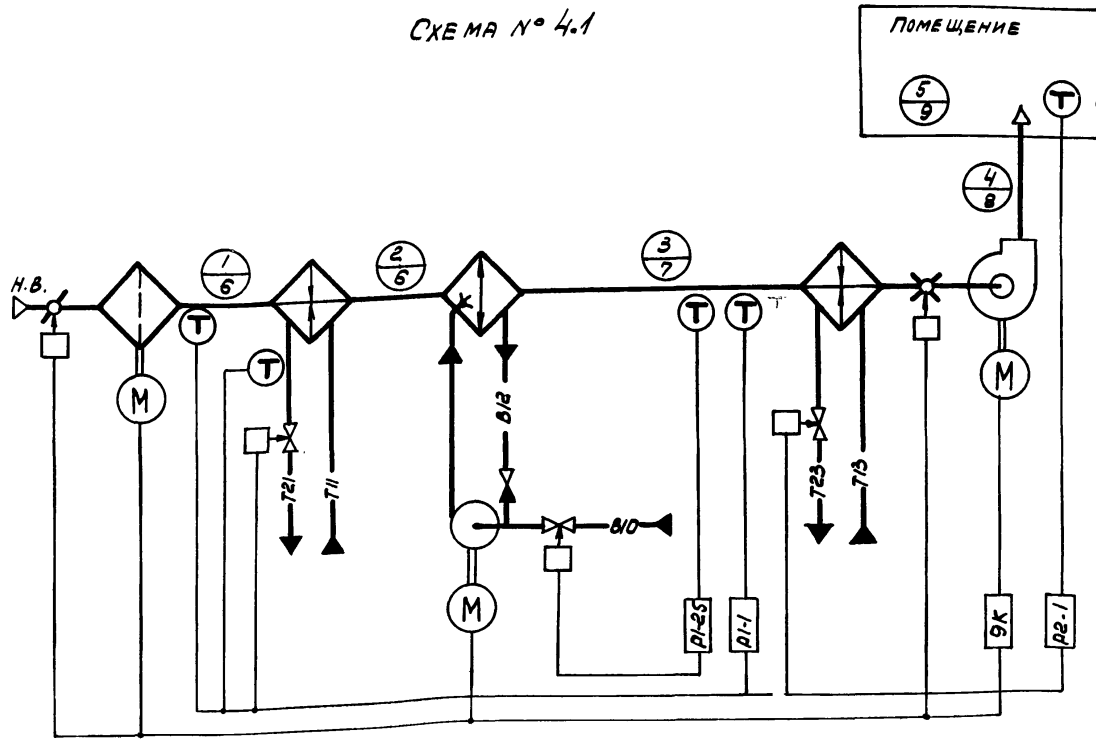 СХЕМА № 4.1
ПОМЕЩЕНИЕ
5
9
Т
4
8
Н.В.
1
6
2
6
3
7
Т
Т
Т
Т
Т
М
М
М
В12
Т21
Т11
В10
Т23
Т13
Р1-25
Р1-1
9К
Р2-1